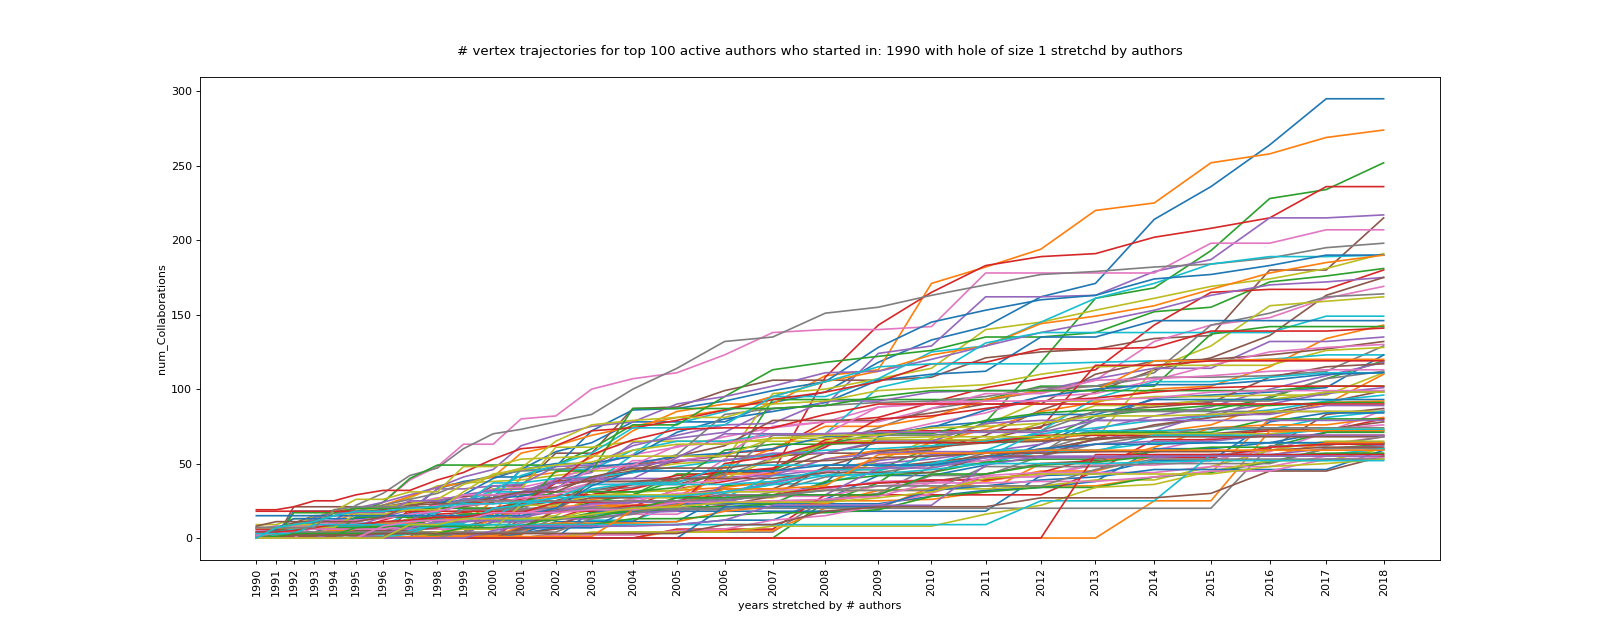 # vertex trajectories for top 100 active authors who started in: 1990 with hole of size 1 stretchd by authors
300
250
200
150
100
50
0
num_Collaborations
1990 1991 1992 1993 1994 1995 1996 1997 1998 1999 2000 2001 2002 2003 2004 2005 2006 2007 2008 2009 2010 2011 2012 2013 2014 2015 2016 2017 2018
years stretched by # authors